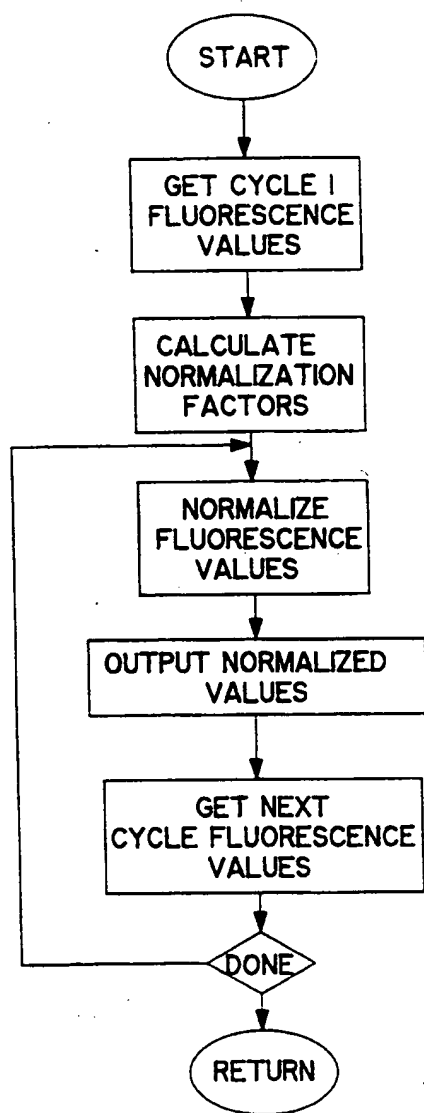 START
GET CYCLE 1
FLUORESCENCE
VALUES
CALCULATE
NORMALIZATION
FACTORS
NORMALIZE
FLUORESCENCE
VALUES
OUTPUT NORMALIZED
VALUES
GET NEXT
CYCLE FLUORESCENCE
VALUES
DONE
RETURN